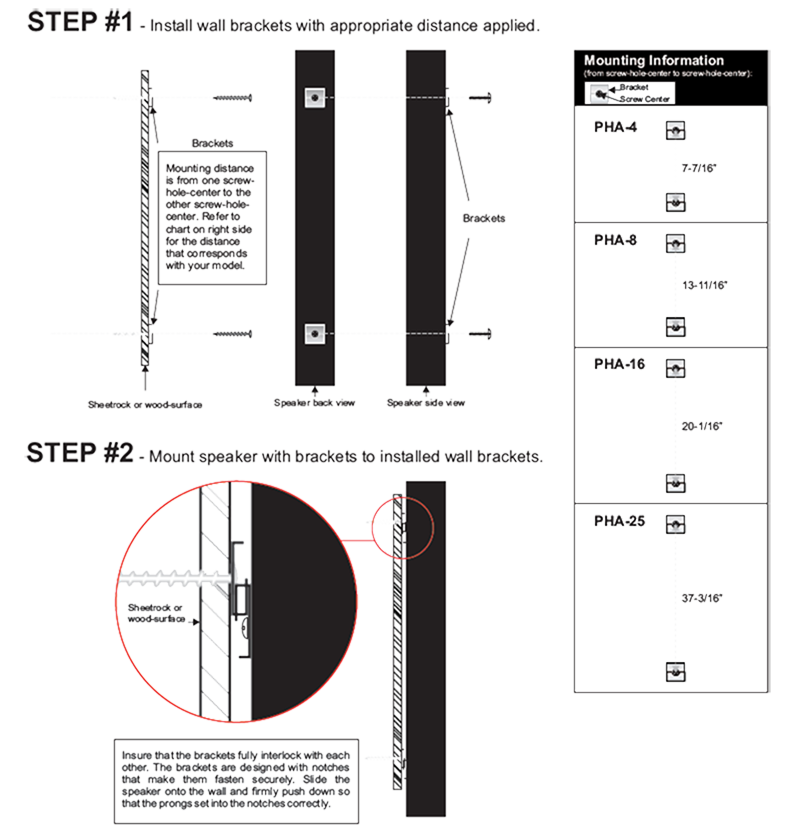 STEP #1 - Install wall brackets with appropriate distance applied.
Brackets
Mounting distance
is from one screw-
hole-center to the
other screw-hole-
center. Refer to
chart on right side
for the distance
that corresponds
with your model.
Brackets
Sheetrock or wood-surface
Speaker back view
Speaker side view
Mounting Information
(from screw-hole-center to screw-hole-center):
Bracket
Screw Center
PHA-4
7-7/16"
PHA-8
13-11/16"
PHA-16
20-1/16"
PHA-25
37-3/16"
STEP #2 - Mount speaker with brackets to installed wall brackets.
Sheetrock or
wood-surface
Insure that the brackets fully interlock with each
other. The brackets are designed with notches
that make them fasten securely. Slide the
speaker onto the wall and firmly push down so
that the prongs set into the notches correctly.